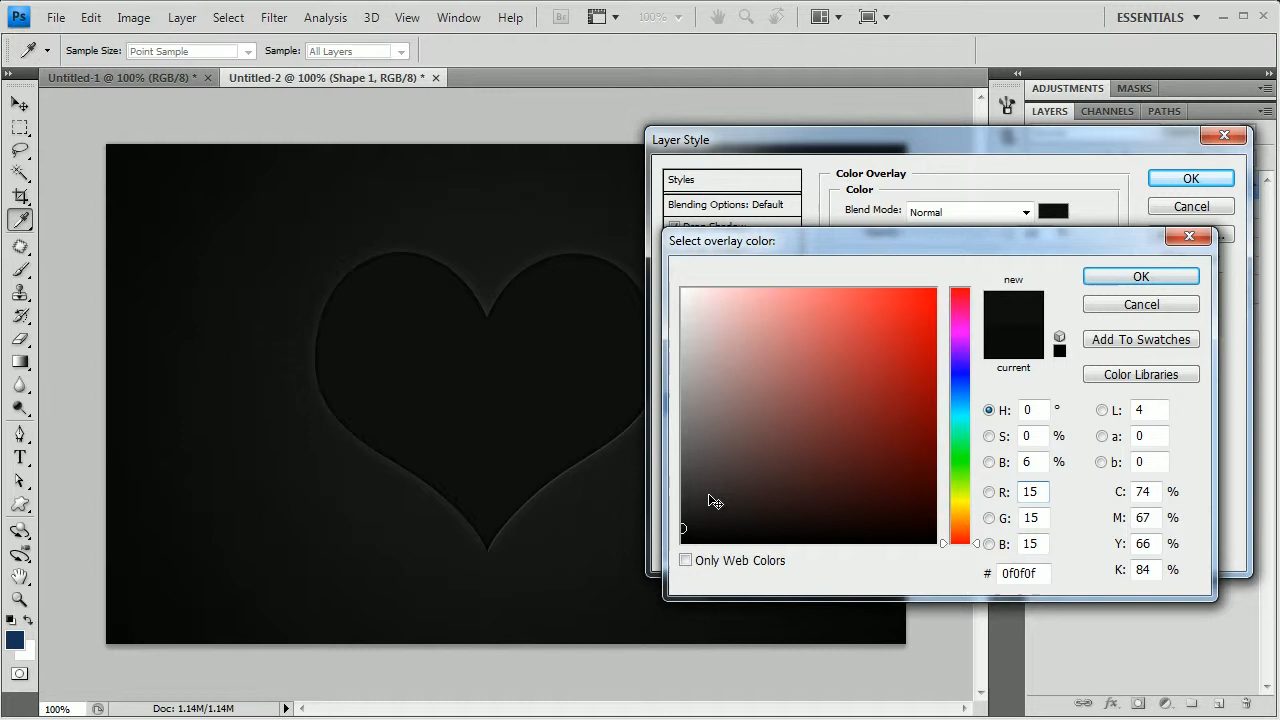 Ps File Edit Image Layer Select Filter Analysis 3D View Window Help Br 100% ESSENTIALS
Sample Size: Point Sample Sample: All Layers
Untitled-1 @ 100% (RGB/8) * Untitled-2 @ 100% (Shape 1, RGB/8) *
ADJUSTMENTS MASKS
LAYERS CHANNELS PATHS
Layer Style
Styles
Blending Options: Default
Color Overlay
Color
Blend Mode: Normal
OK
Cancel
Select overlay color:
new
current
OK
Cancel
Add To Swatches
Color Libraries
H: 0 °
S: 0 %
B: 6 %
R: 15
G: 15
B: 15
# 0f0f0f
L: 4
a: 0
b: 0
C: 74 %
M: 67 %
Y: 66 %
K: 84 %
Only Web Colors
100% Doc: 1.14M/1.14M